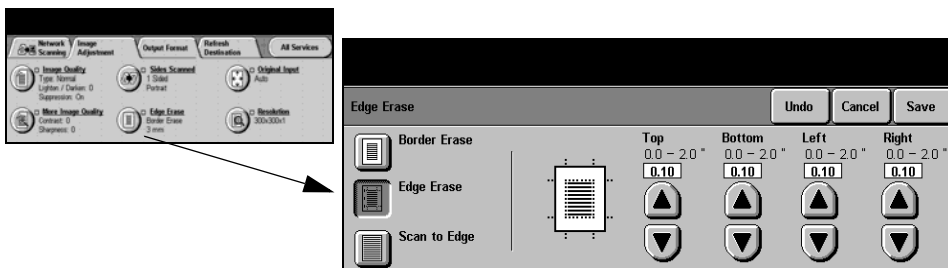 Network Scanning
Image Adjustment
Output Format
Refresh Destination
All Services
Image Quality
Type: Normal
Lighten / Darken: 0
Suppression: On
Sides Scanned
1 Sided
Portrait
Original Input
Auto
More Image Quality
Contrast: 0
Sharpness: 0
Edge Erase
Border Erase
3 mm
Resolution
300x300x1
Edge Erase
Undo
Cancel
Save
Border Erase
Edge Erase
Scan to Edge
Top Bottom Left Right
0.0 – 2.0 " 0.0 – 2.0 " 0.0 – 2.0 " 0.0 – 2.0 "
0.10 0.10 0.10 0.10